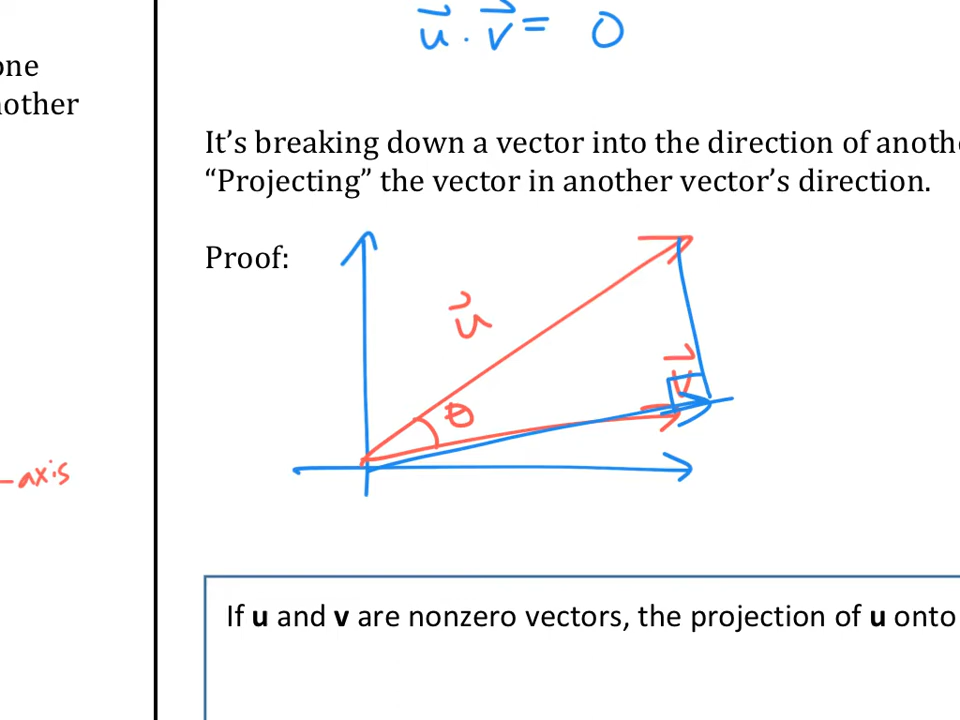 u⃗ · v⃗ = 0
one
nother
It's breaking down a vector into the direction of anothe
"Projecting" the vector in another vector's direction.
Proof:
u⃗
v⃗
θ
-axis
If u and v are nonzero vectors, the projection of u onto